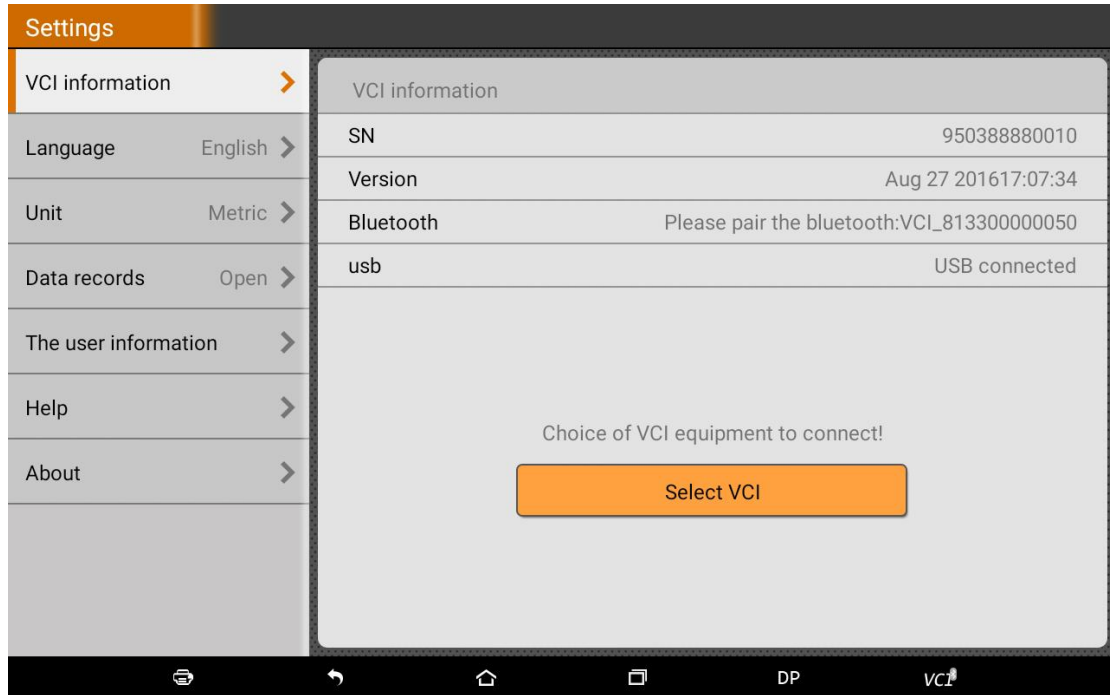 Settings
VCI information
Language English
Unit Metric
Data records Open
The user information
Help
About
VCI information
SN 950388880010
Version Aug 27 201617:07:34
Bluetooth Please pair the bluetooth:VCI_813300000050
usb USB connected
Choice of VCI equipment to connect!
Select VCI
DP
VCI